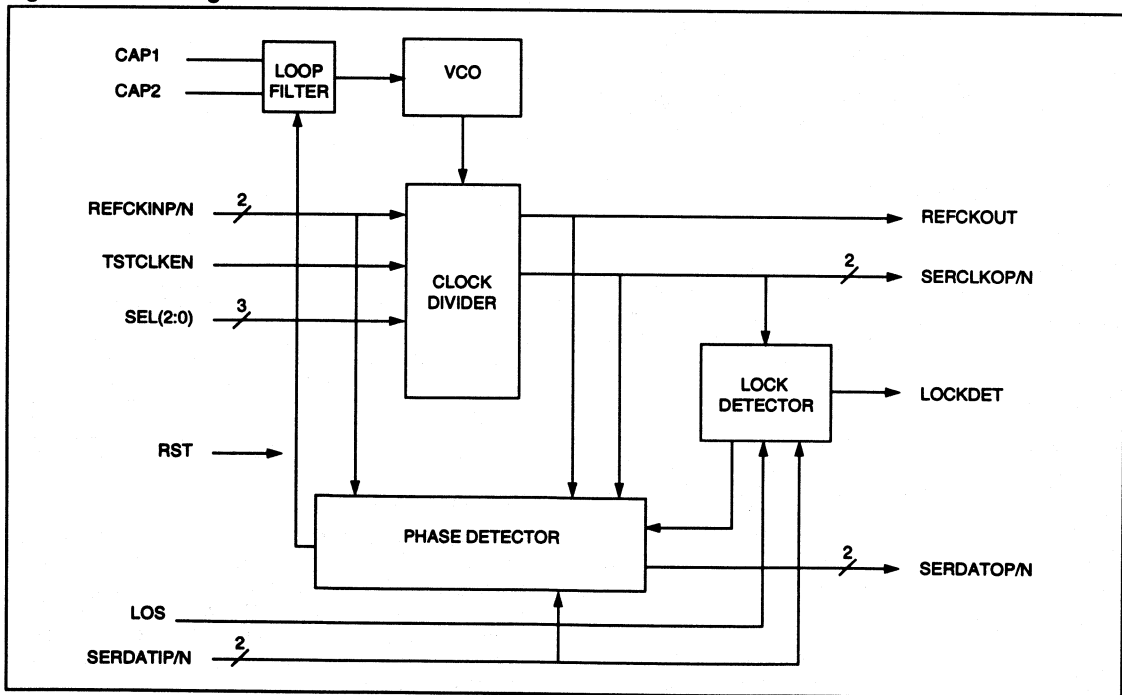 CAP1
CAP2
LOOP
FILTER
VCO
REFCKINP/N
2
TSTCLKEN
SEL(2:0)
3
CLOCK
DIVIDER
REFCKOUT
2
SERCLKOP/N
LOCK
DETECTOR
LOCKDET
RST
PHASE DETECTOR
2
SERDATOP/N
LOS
SERDATIP/N
2